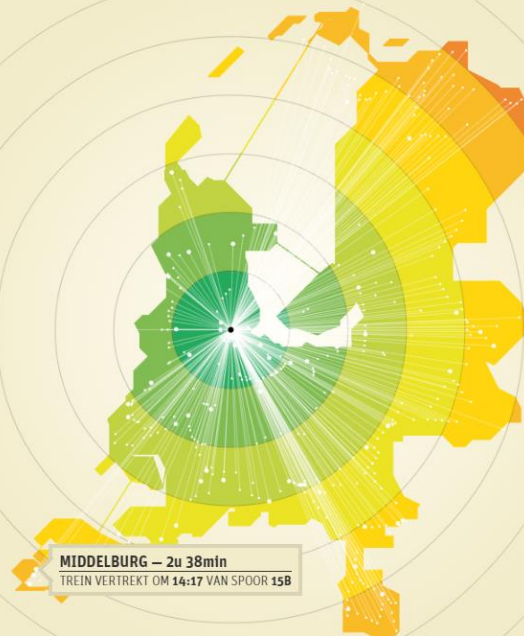 MIDDELBURG — 2u 38min
TREIN VERTREKT OM 14:17 VAN SPOOR 15B